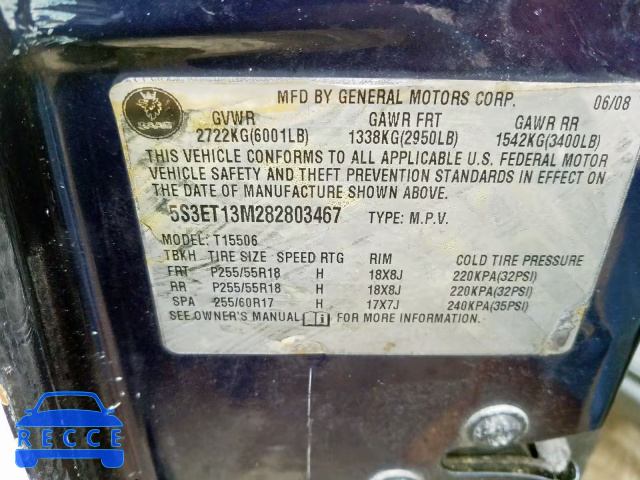 MFD BY GENERAL MOTORS CORP. 06/08
SAAB
GVWR GAWR FRT GAWR RR
2722KG(6001LB) 1338KG(2950LB) 1542KG(3400LB)
THIS VEHICLE CONFORMS TO ALL APPLICABLE U.S. FEDERAL MOTOR
VEHICLE SAFETY AND THEFT PREVENTION STANDARDS IN EFFECT ON
THE DATE OF MANUFACTURE SHOWN ABOVE.
5S3ET13M282803467 TYPE: M.P.V.
MODEL: T15506
TBKH TIRE SIZE SPEED RTG RIM COLD TIRE PRESSURE
FRT P255/55R18 H 18X8J 220KPA(32PSI)
RR P255/55R18 H 18X8J 220KPA(32PSI)
SPA 255/60R17 H 17X7J 240KPA(35PSI)
SEE OWNER'S MANUAL FOR MORE INFORMATION.
RECCE